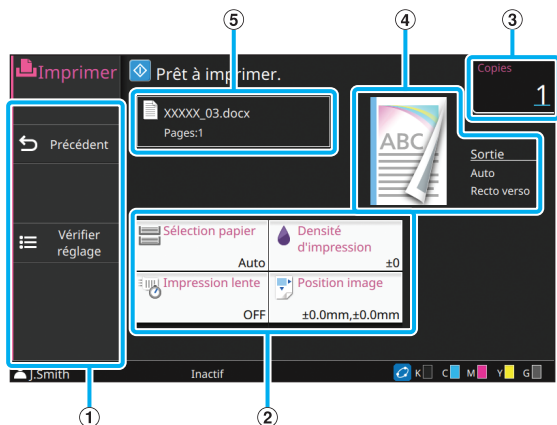 ⑤
④
③
Imprimer
Prêt à imprimer.
Copies
1
XXXXX_03.docx
Pages:1
ABC
Précédent
Sortie
Auto
Recto verso
Vérifier
réglage
Sélection papier
Auto
Densité
d'impression
±0
Impression lente
OFF
Position image
±0.0mm,±0.0mm
J.Smith
Inactif
K C M Y G
①
②